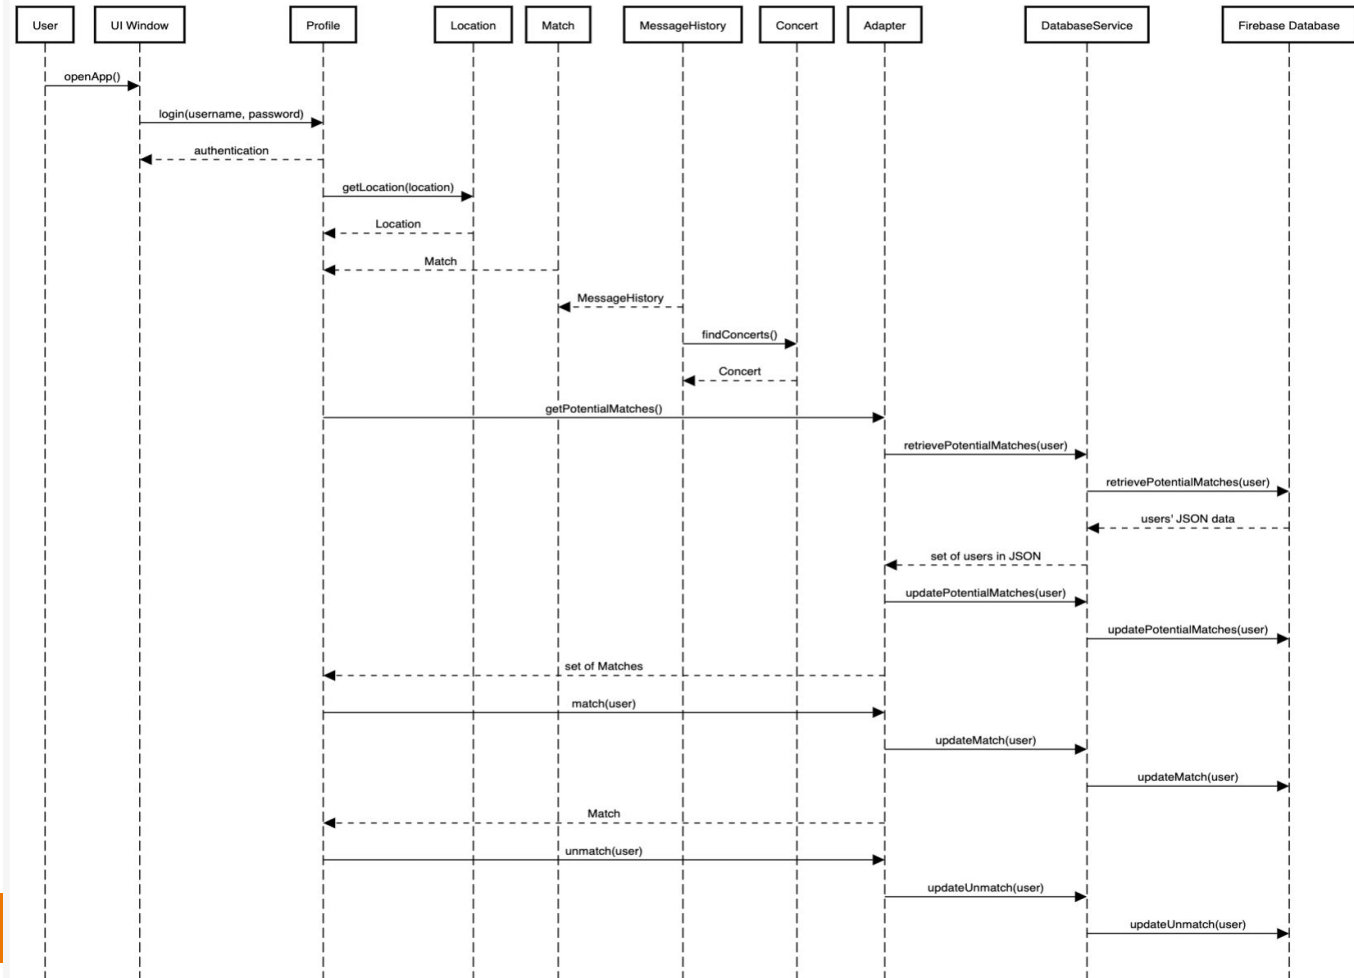 User
UI Window
Profile
Location
Match
MessageHistory
Concert
Adapter
DatabaseService
Firebase Database
openApp()
login(username, password)
authentication
getLocation(location)
Location
Match
MessageHistory
findConcerts()
Concert
getPotentialMatches()
retrievePotentialMatches(user)
retrievePotentialMatches(user)
users' JSON data
set of users in JSON
updatePotentialMatches(user)
updatePotentialMatches(user)
set of Matches
match(user)
updateMatch(user)
updateMatch(user)
Match
unmatch(user)
updateUnmatch(user)
updateUnmatch(user)